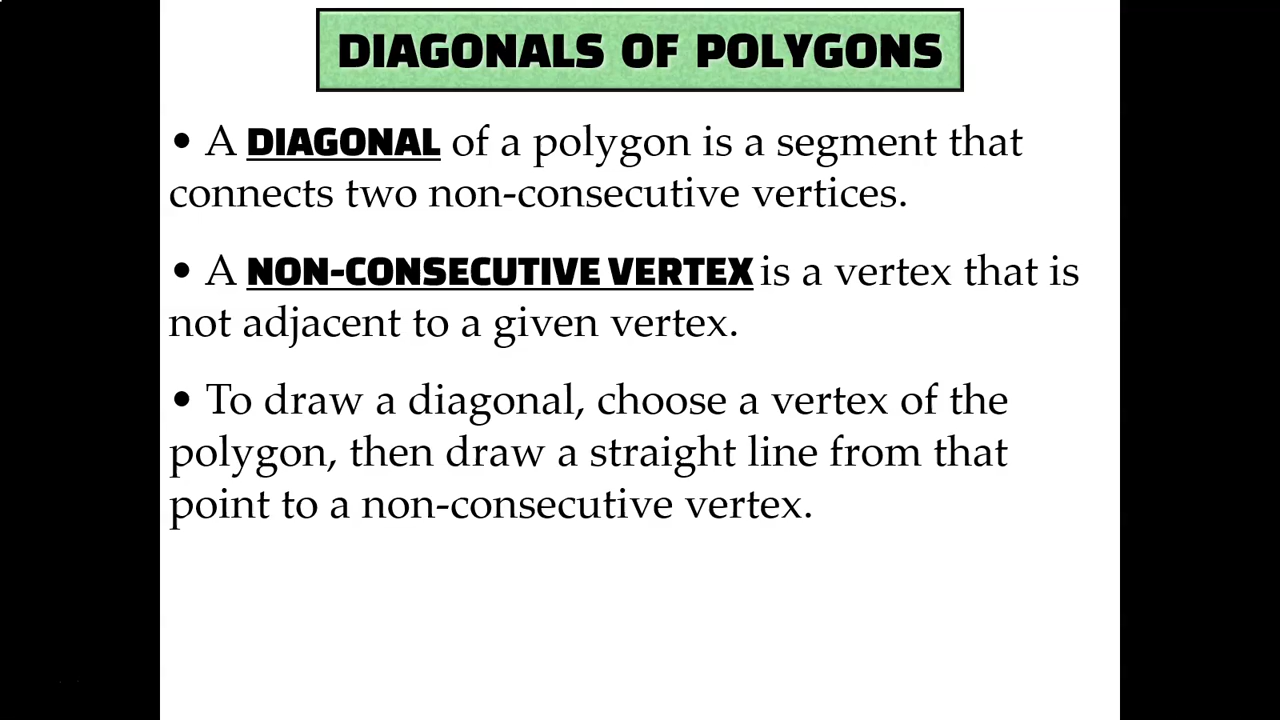 DIAGONALS OF POLYGONS
• A DIAGONAL of a polygon is a segment that
connects two non-consecutive vertices.
• A NON-CONSECUTIVE VERTEX is a vertex that is
not adjacent to a given vertex.
• To draw a diagonal, choose a vertex of the
polygon, then draw a straight line from that
point to a non-consecutive vertex.